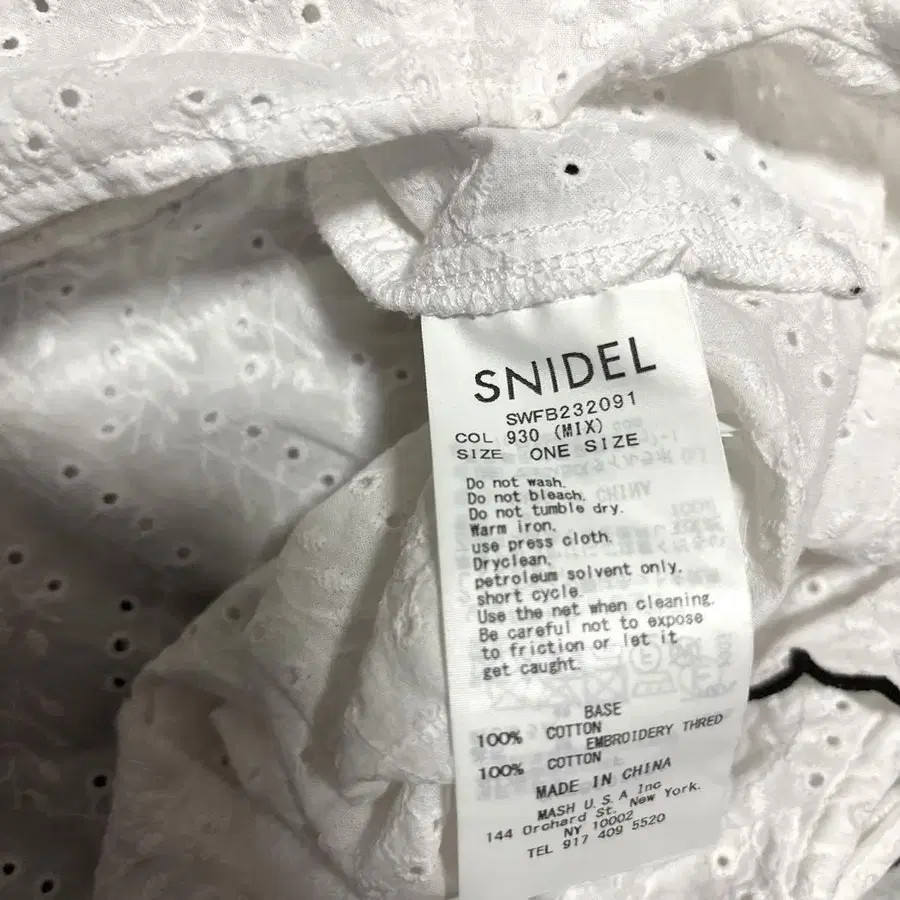 SNIDEL
SWFB232091
COL 930 (MIX)
SIZE ONE SIZE
Do not wash.
Do not bleach.
Do not tumble dry.
Warm iron.
use press cloth.
Dryclean,
petroleum solvent only,
short cycle.
Use the net when cleaning.
Be careful not to expose
to friction or let it
get caught.
BASE
100% COTTON
EMBROIDERY THRED
100% COTTON
MADE IN CHINA
MASH U.S.A Inc
144 Orchard St. New York.
NY 10002
TEL 917 409 5520